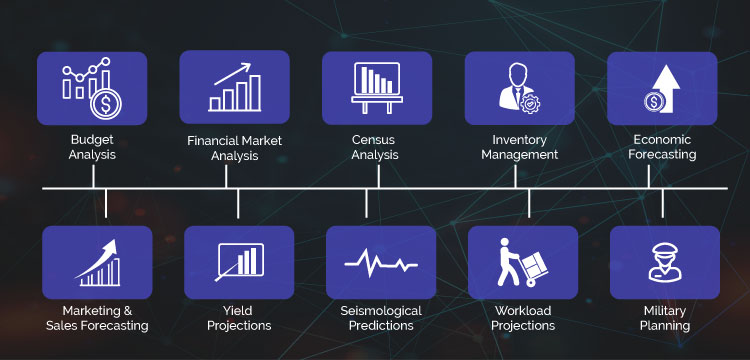 Budget
Analysis
Financial Market
Analysis
Census
Analysis
Inventory
Management
Economic
Forecasting
Marketing &
Sales Forecasting
Yield
Projections
Seismological
Predictions
Workload
Projections
Military
Planning